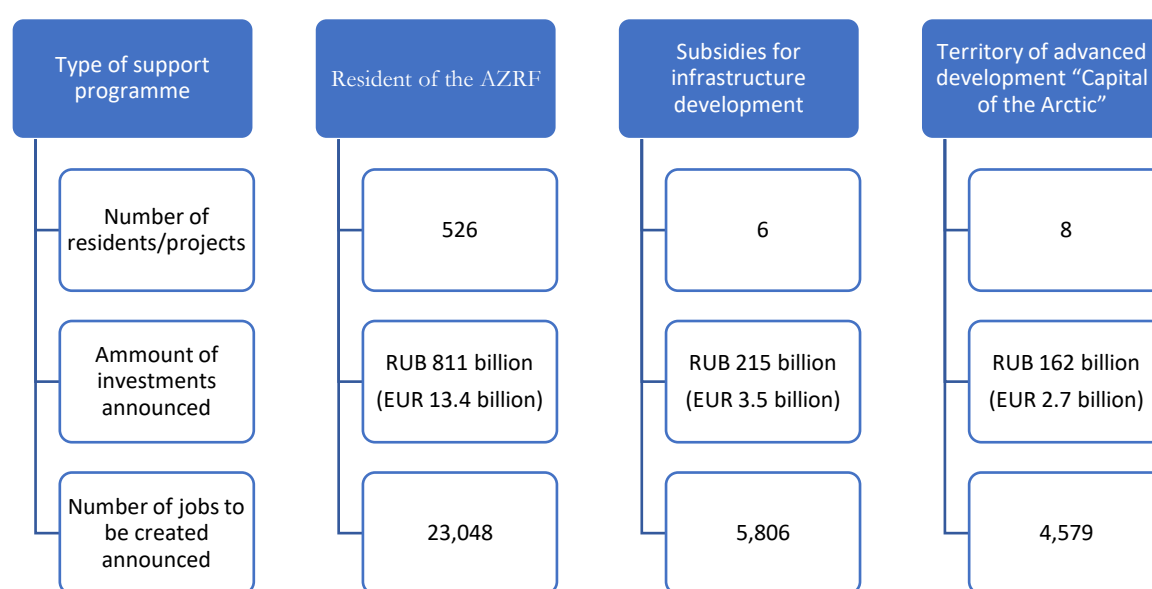 Type of support
programme
Number of
residents/projects
Ammount of
investments
announced
Number of jobs to
be created
announced
Resident of the AZRF
526
RUB 811 billion
(EUR 13.4 billion)
23,048
Subsidies for
infrastructure
development
6
RUB 215 billion
(EUR 3.5 billion)
5,806
Territory of advanced
development “Capital
of the Arctic”
8
RUB 162 billion
(EUR 2.7 billion)
4,579